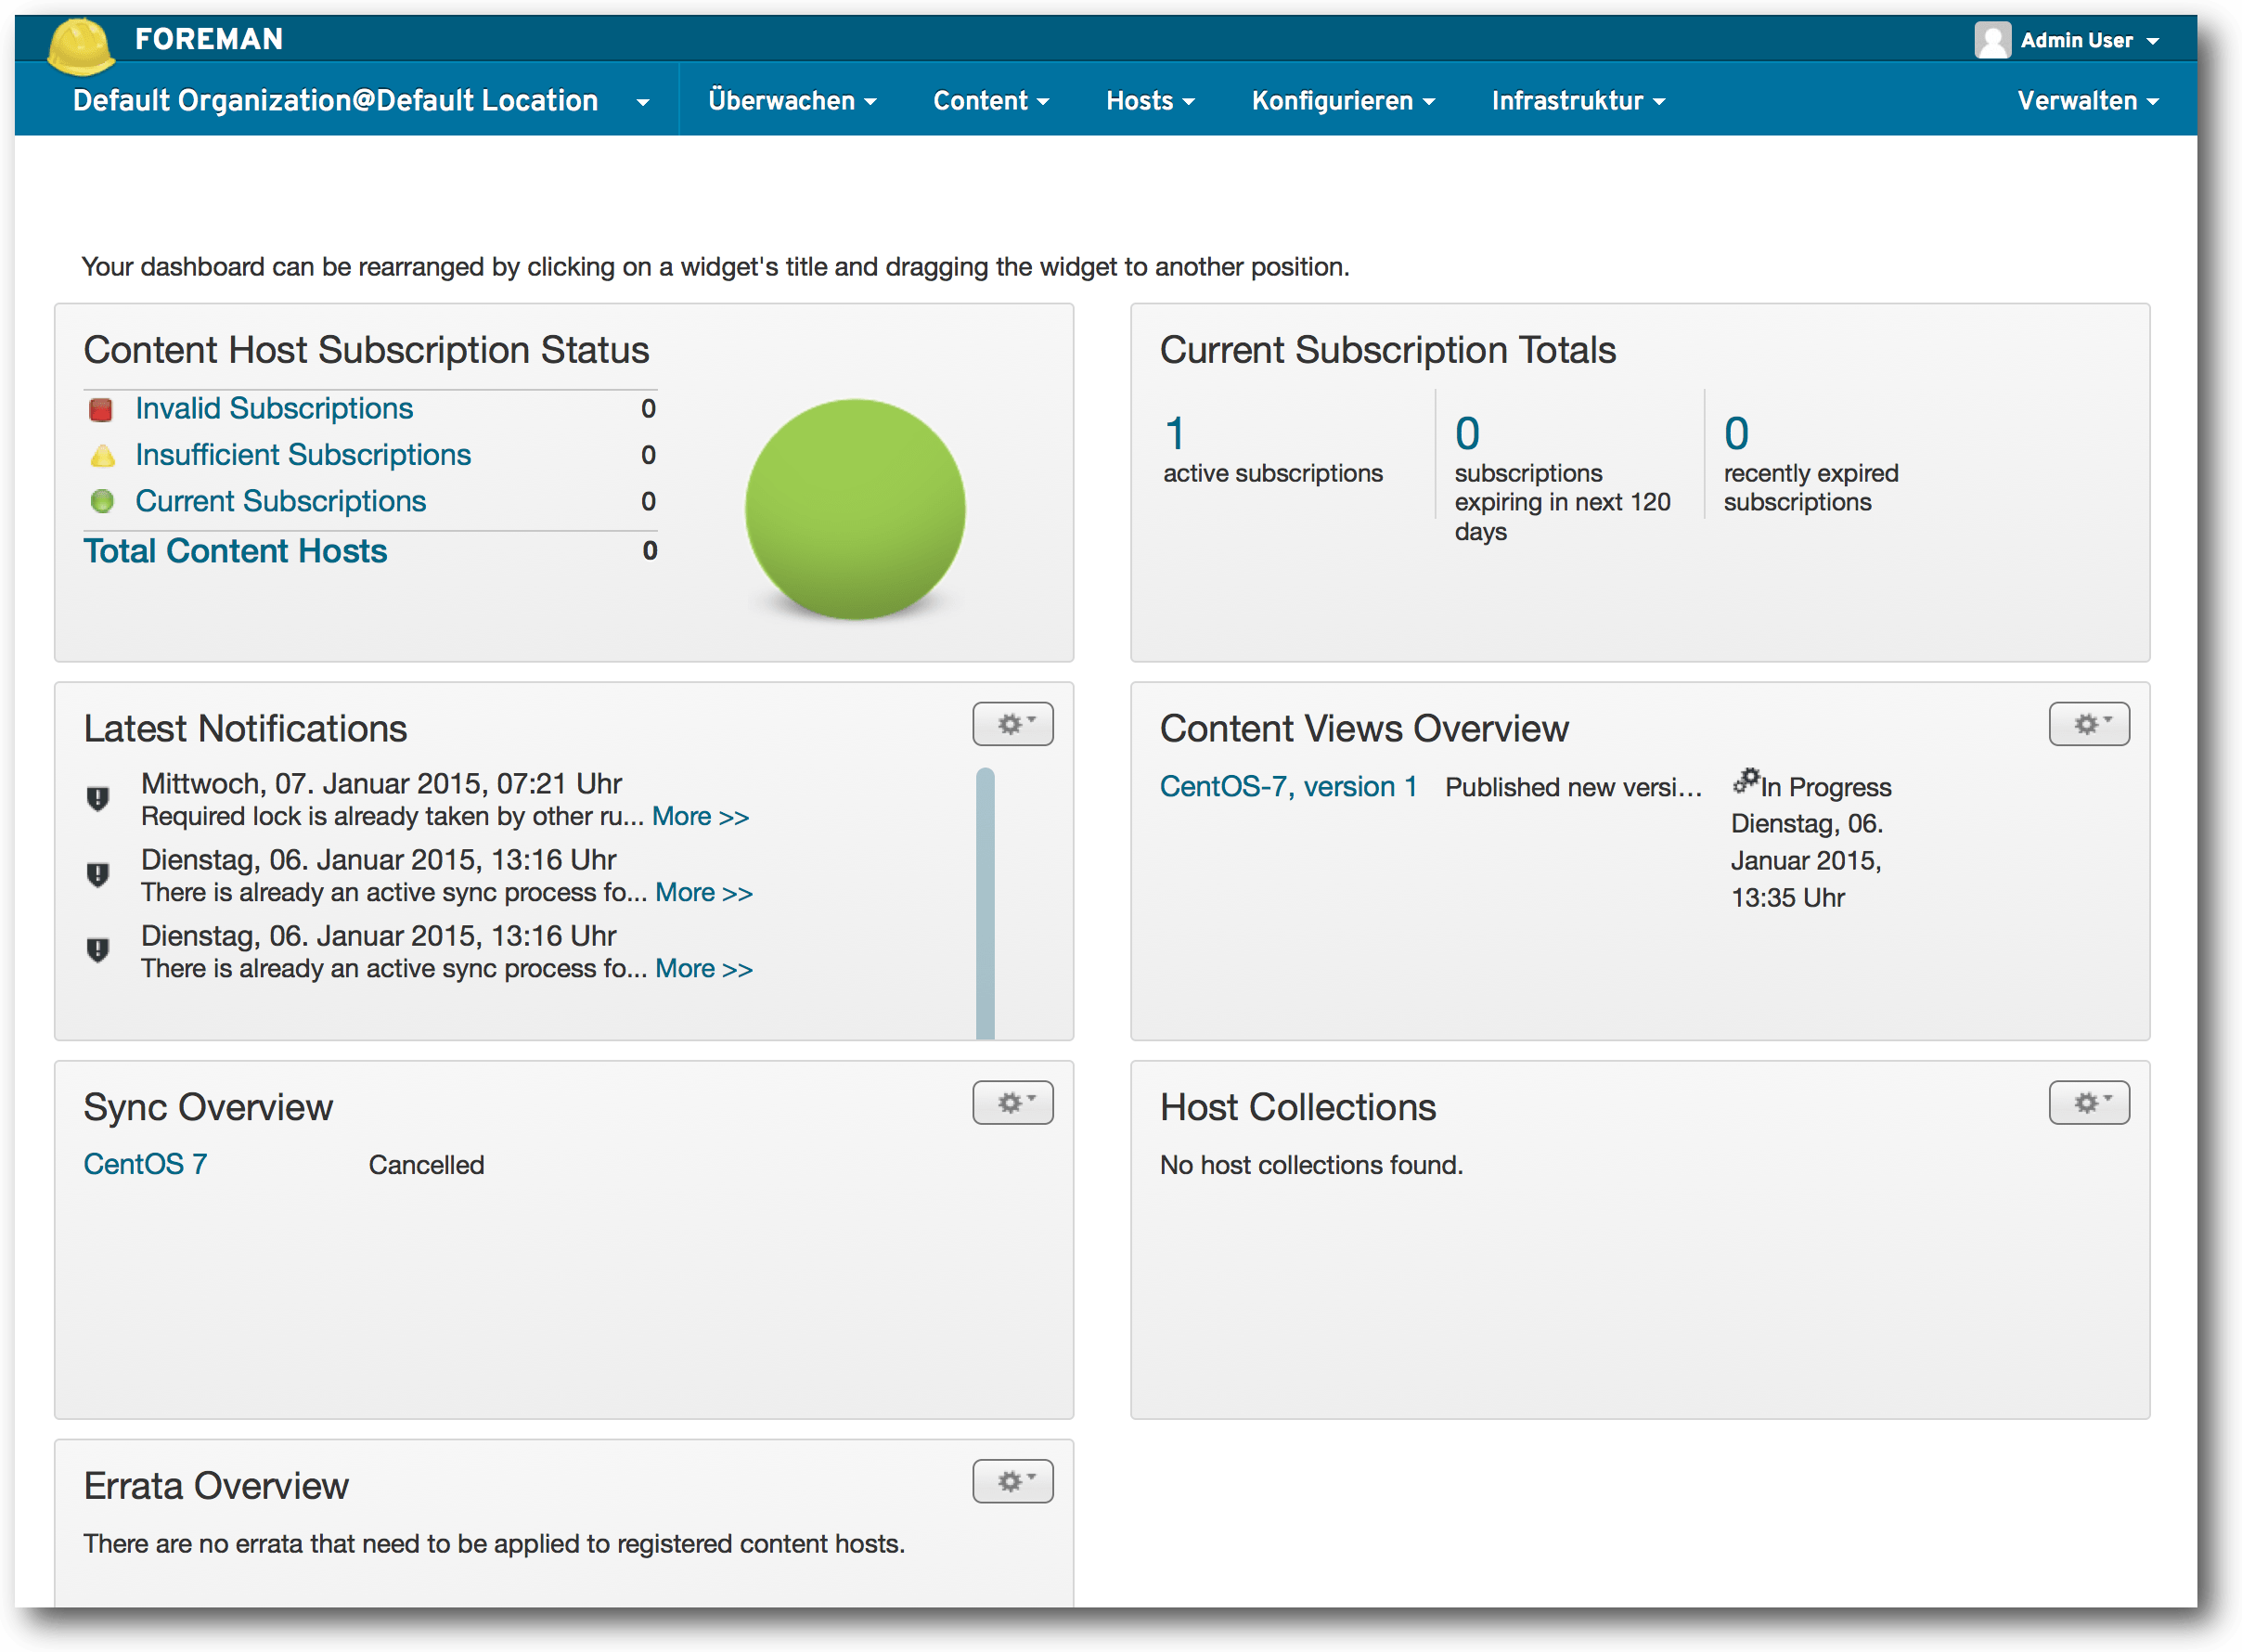 FOREMAN
Admin User
Default Organization@Default Location
Überwachen
Content
Hosts
Konfigurieren
Infrastruktur
Verwalten
Your dashboard can be rearranged by clicking on a widget's title and dragging the widget to another position.
Content Host Subscription Status
Invalid Subscriptions 0
Insufficient Subscriptions 0
Current Subscriptions 0
Total Content Hosts 0
Current Subscription Totals
1
active subscriptions
0
subscriptions
expiring in next 120
days
0
recently expired
subscriptions
Latest Notifications
Mittwoch, 07. Januar 2015, 07:21 Uhr
Required lock is already taken by other ru... More >>
Dienstag, 06. Januar 2015, 13:16 Uhr
There is already an active sync process fo... More >>
Dienstag, 06. Januar 2015, 13:16 Uhr
There is already an active sync process fo... More >>
Content Views Overview
CentOS-7, version 1 Published new versi... In Progress
Dienstag, 06.
Januar 2015,
13:35 Uhr
Sync Overview
CentOS 7 Cancelled
Host Collections
No host collections found.
Errata Overview
There are no errata that need to be applied to registered content hosts.